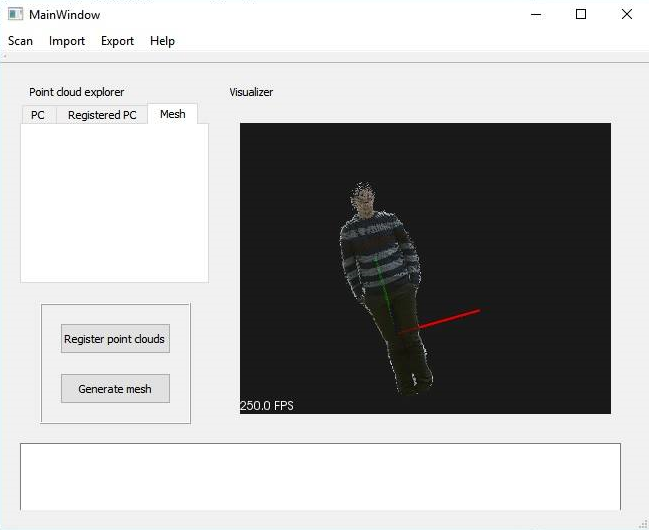 MainWindow
Scan Import Export Help
Point cloud explorer
Visualizer
PC Registered PC Mesh
Register point clouds
Generate mesh
250.0 FPS